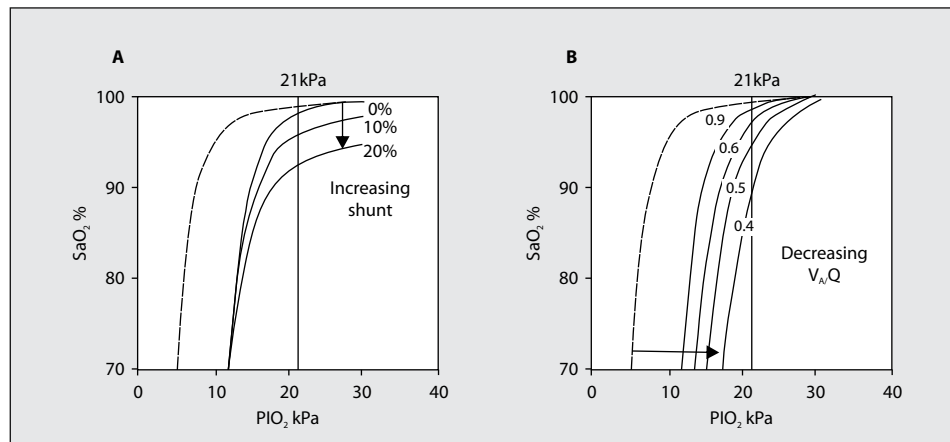 A
21kPa
100
90
80
70
SaO₂ %
0%
10%
20%
Increasing
shunt
0
10
20
30
40
PIO₂ kPa
B
21kPa
100
90
80
70
SaO₂ %
0.9
0.6
0.5
0.4
Decreasing
V_A/Q
0
10
20
30
40
PIO₂ kPa